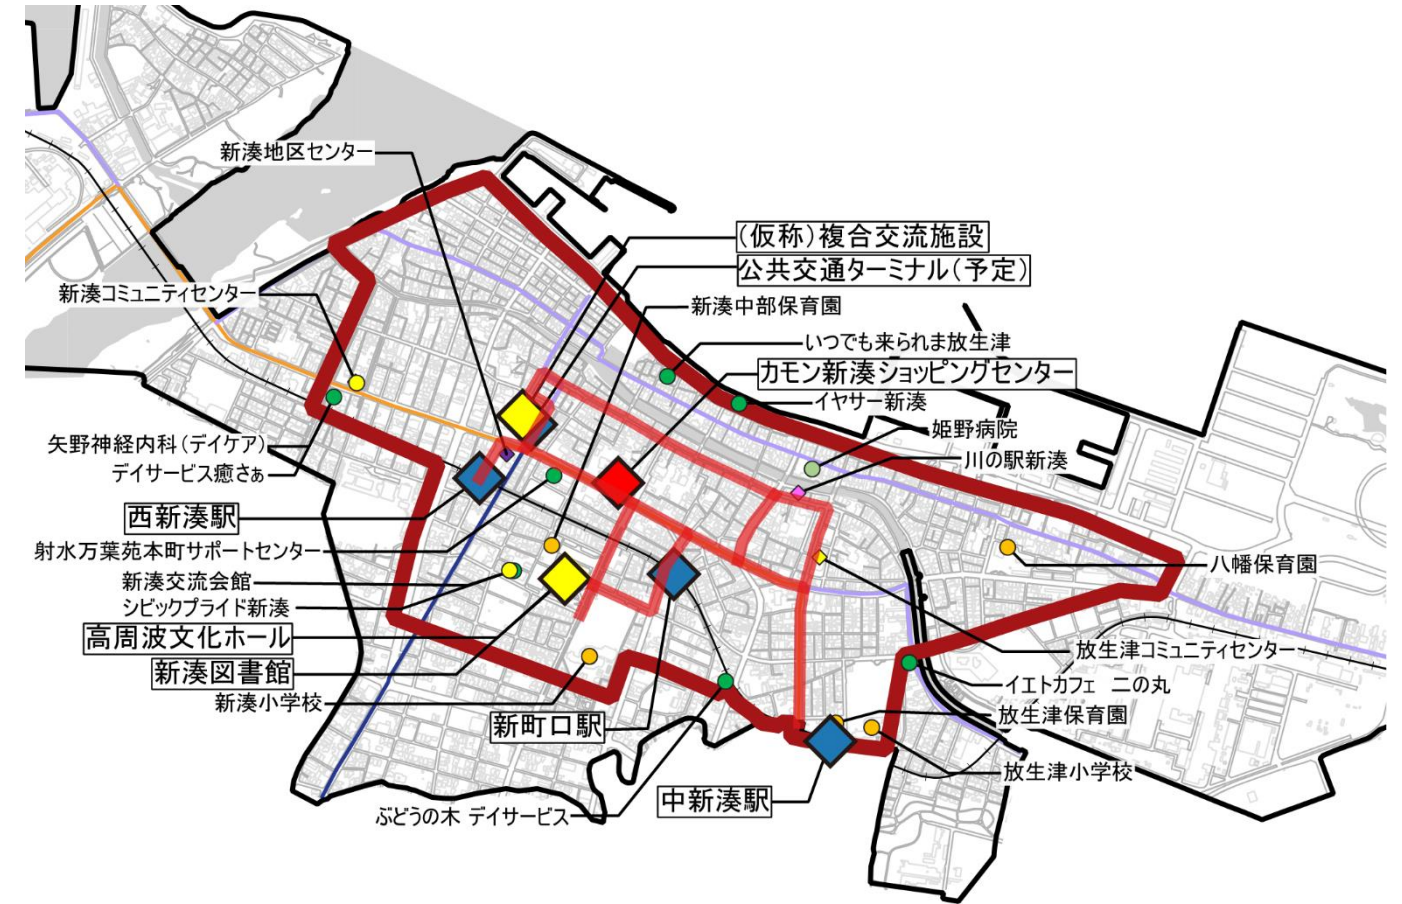 新湊地区センター
(仮称)複合交流施設
公共交通ターミナル(予定)
新湊コミュニティセンター
新湊中部保育園
いつでも来られま放生津
カモン新湊ショッピングセンター
イヤサー新湊
姫野病院
矢野神経内科(デイケア)
川の駅新湊
デイサービス癒さぁ
西新湊駅
射水万葉苑本町サポートセンター
八幡保育園
新湊交流会館
シビックプライド新湊
高周波文化ホール
放生津コミュニティセンター
新湊図書館
イエトカフェ 二の丸
新湊小学校
放生津保育園
新町口駅
放生津小学校
中新湊駅
ぶどうの木 デイサービス